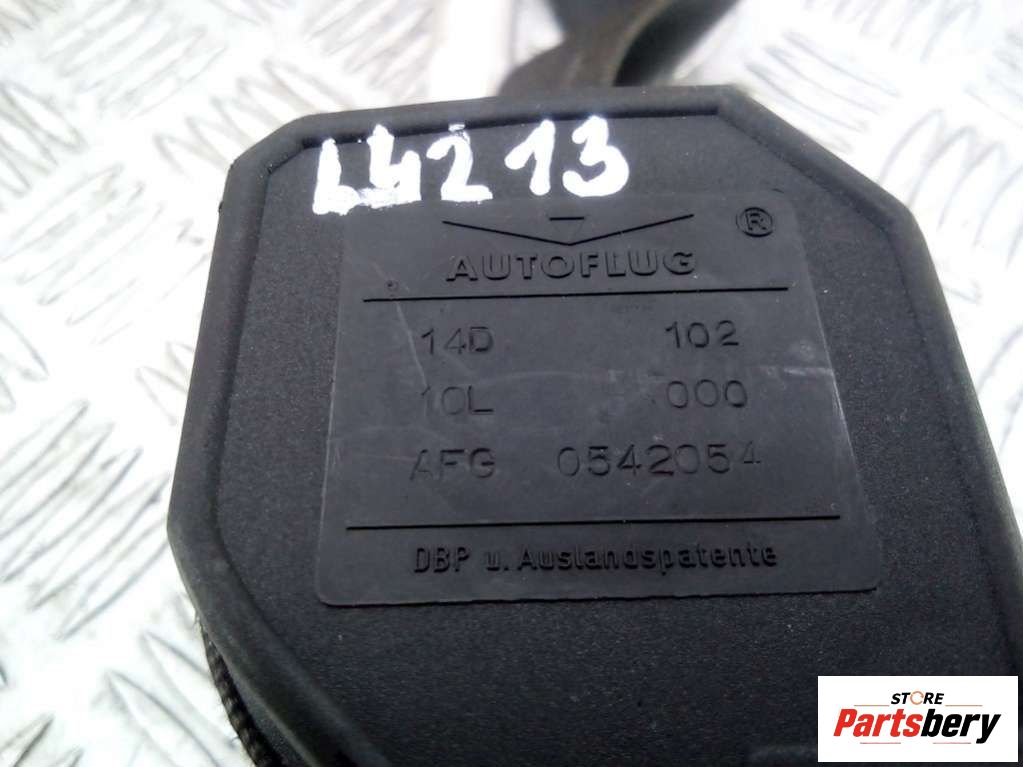 L4213
AUTOFLUG ®
14D 102
10L 000
AFG 0542054
DBP u. Auslandspatente
STORE
Partsbery